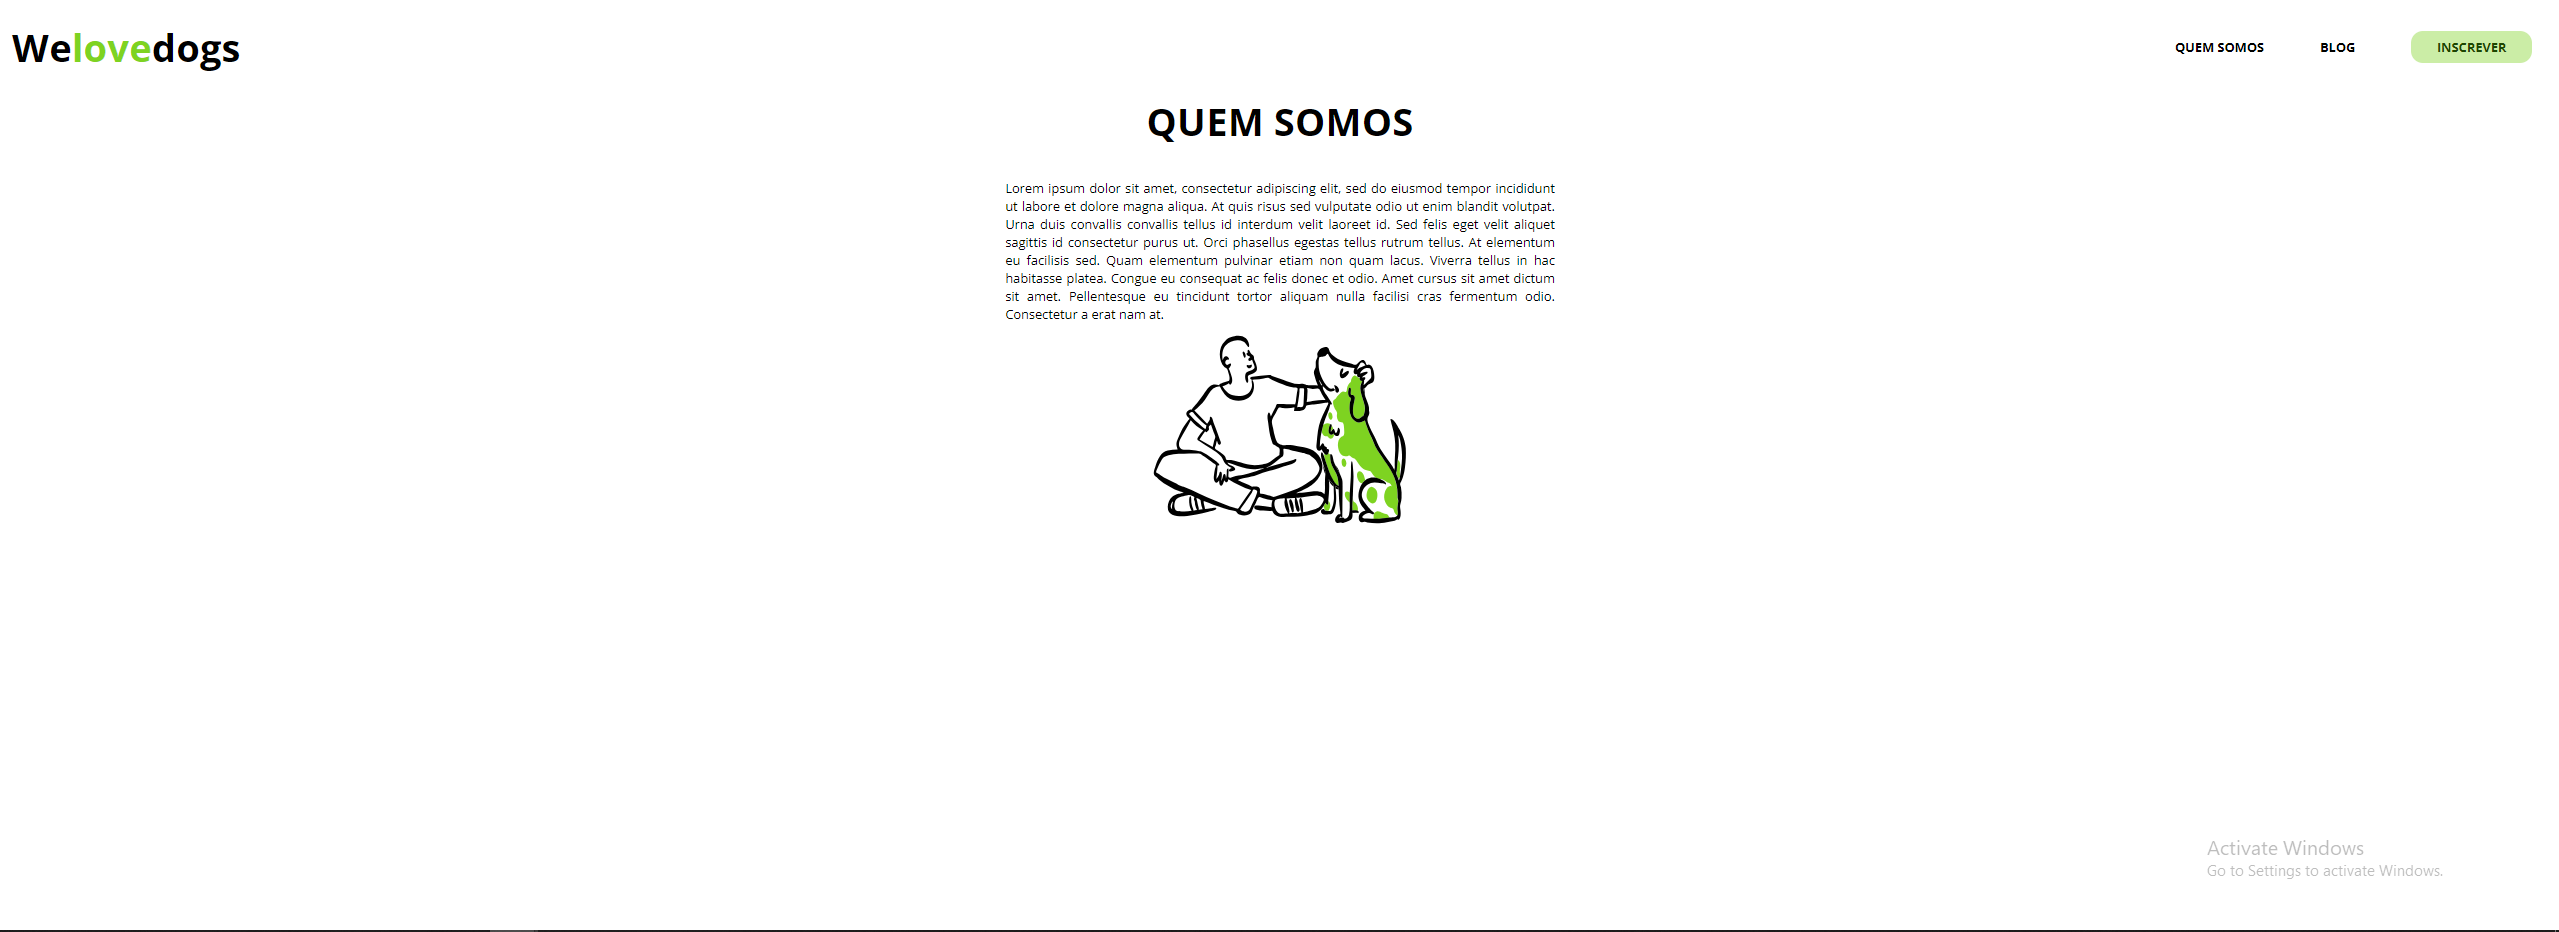 Welovedogs
QUEM SOMOS
BLOG
INSCREVER
QUEM SOMOS
Lorem ipsum dolor sit amet, consectetur adipiscing elit, sed do eiusmod tempor incididunt
ut labore et dolore magna aliqua. At quis risus sed vulputate odio ut enim blandit volutpat.
Urna duis convallis convallis tellus id interdum velit laoreet id. Sed felis eget velit aliquet
sagittis id consectetur purus ut. Orci phasellus egestas tellus rutrum tellus. At elementum
eu facilisis sed. Quam elementum pulvinar etiam non quam lacus. Viverra tellus in hac
habitasse platea. Congue eu consequat ac felis donec et odio. Amet cursus sit amet dictum
sit amet. Pellentesque eu tincidunt tortor aliquam nulla facilisi cras fermentum odio.
Consectetur a erat nam at.
Activate Windows
Go to Settings to activate Windows.